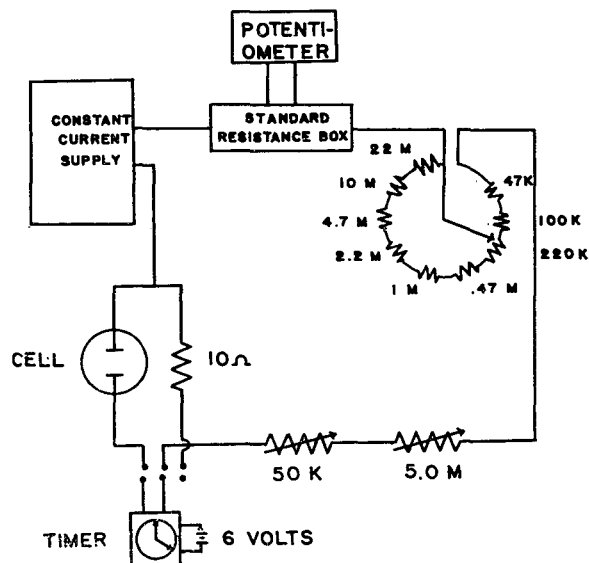 POTENTI-
OMETER
CONSTANT
CURRENT
SUPPLY
STANDARD
RESISTANCE BOX
22 M
10 M
4.7 M
2.2 M
1 M
.47 M
220K
100K
47K
CELL
10Ω
50 K
5.0 M
TIMER
6 VOLTS